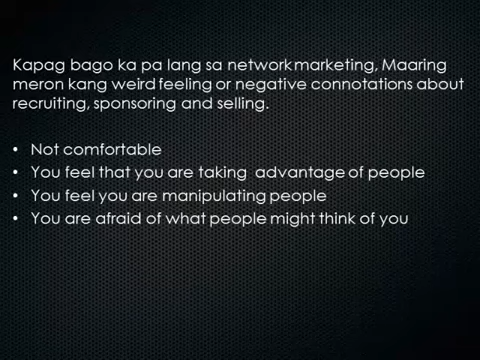 Kapag bago ka pa lang sa network marketing, Maaring
meron kang weird feeling or negative connotations about
recruiting, sponsoring and selling.
• Not comfortable
• You feel that you are taking advantage of people
• You feel you are manipulating people
• You are afraid of what people might think of you